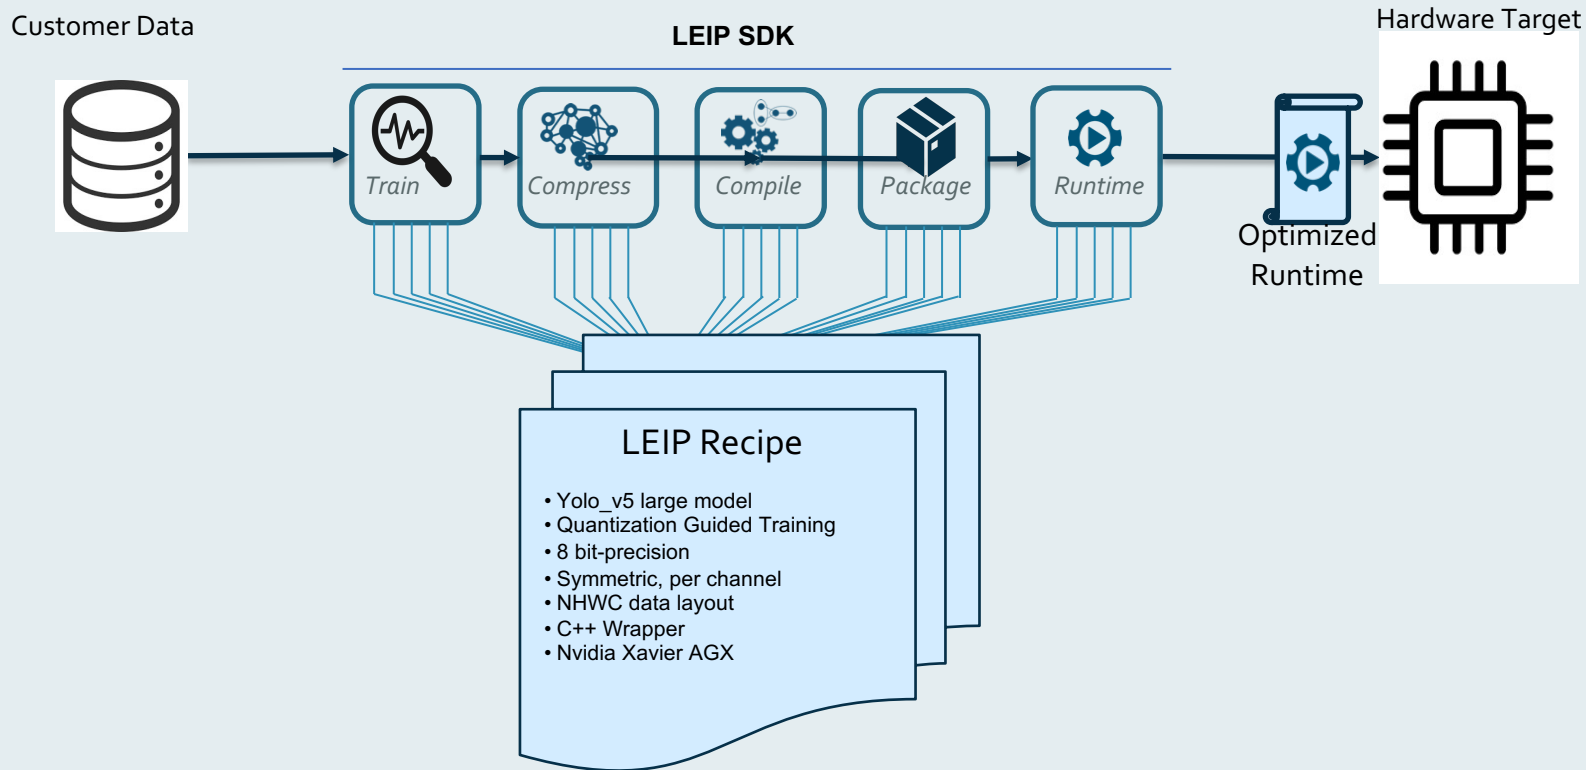 Customer Data
LEIP SDK
Hardware Target
Train
Compress
Compile
Package
Runtime
Optimized
Runtime
LEIP Recipe
• Yolo_v5 large model
• Quantization Guided Training
• 8 bit-precision
• Symmetric, per channel
• NHWC data layout
• C++ Wrapper
• Nvidia Xavier AGX